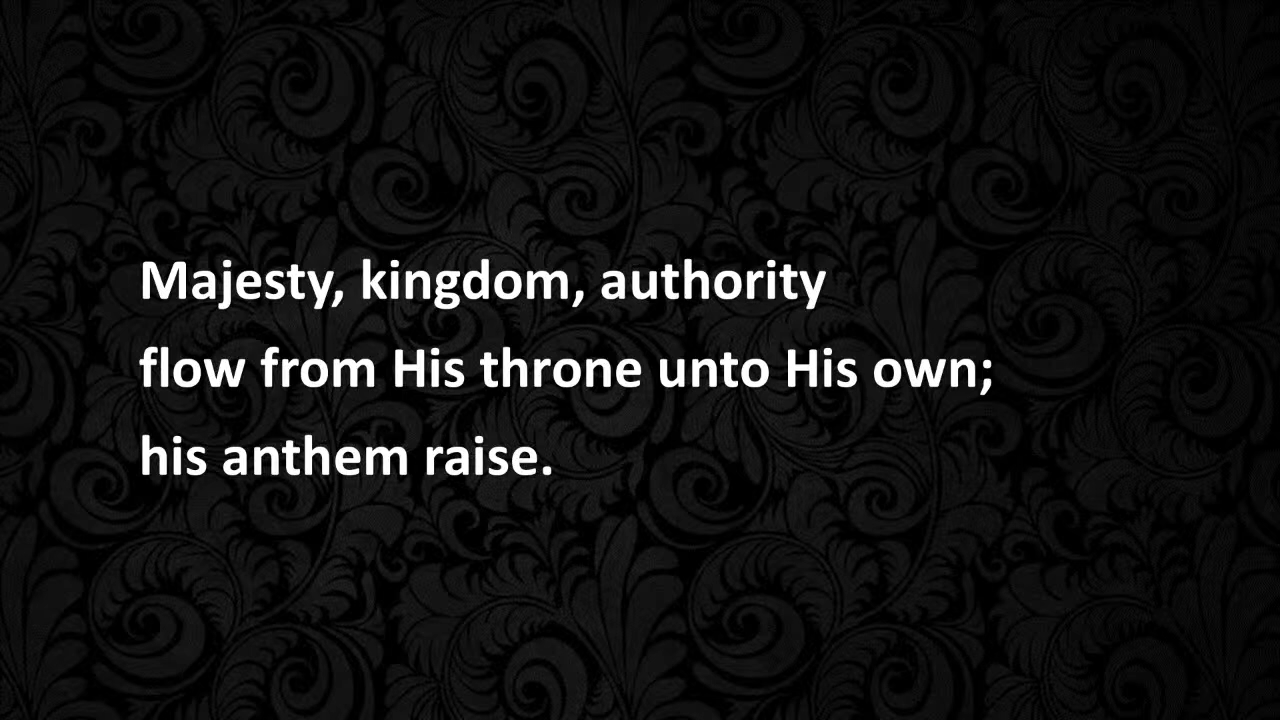 Majesty, kingdom, authority
flow from His throne unto His own;
his anthem raise.